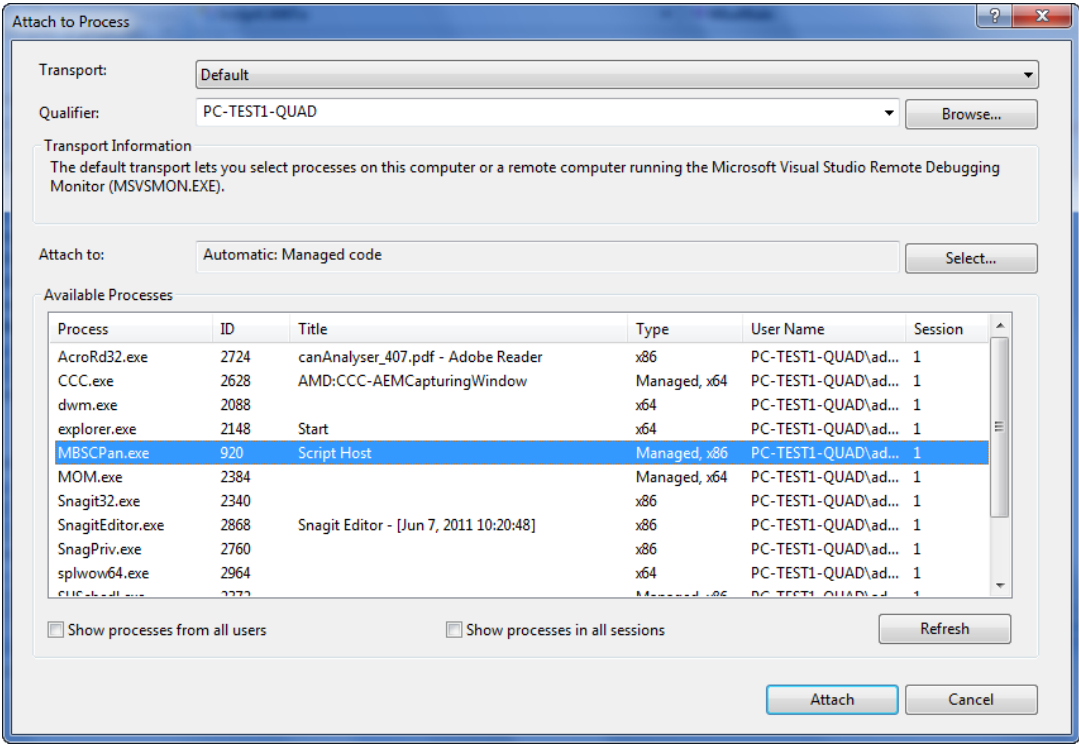 Attach to Process
Transport: Default
Qualifier: PC-TEST1-QUAD Browse...
Transport Information
The default transport lets you select processes on this computer or a remote computer running the Microsoft Visual Studio Remote Debugging
Monitor (MSVSMON.EXE).
Attach to: Automatic: Managed code Select...
Available Processes
Process ID Title Type User Name Session
AcroRd32.exe 2724 canAnalyser_407.pdf - Adobe Reader x86 PC-TEST1-QUAD\ad... 1
CCC.exe 2628 AMD:CCC-AEMCapturingWindow Managed, x64 PC-TEST1-QUAD\ad... 1
dwm.exe 2088 x64 PC-TEST1-QUAD\ad... 1
explorer.exe 2148 Start x64 PC-TEST1-QUAD\ad... 1
MBSCPan.exe 920 Script Host Managed, x86 PC-TEST1-QUAD\ad... 1
MOM.exe 2384 Managed, x64 PC-TEST1-QUAD\ad... 1
Snagit32.exe 2340 x86 PC-TEST1-QUAD\ad... 1
SnagitEditor.exe 2868 Snagit Editor - [Jun 7, 2011 10:20:48] x86 PC-TEST1-QUAD\ad... 1
SnagPriv.exe 2760 x86 PC-TEST1-QUAD\ad... 1
splwow64.exe 2964 x64 PC-TEST1-QUAD\ad... 1
Managed, x86 PC-TEST1-QUAD\ad... 1
Show processes from all users Show processes in all sessions Refresh
Attach Cancel